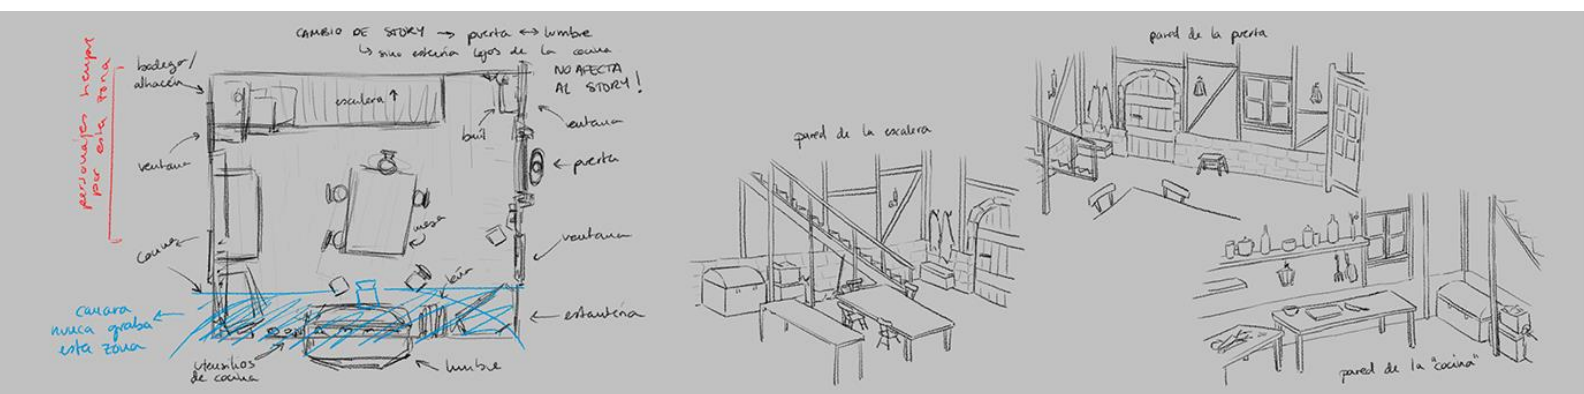 CAMBIO DE STORY → puerta ↔ lumbre
↳ sino estaría lejos de la cocina
NO AFECTA
AL STORY!
personajes siempre
por esta zona
bodega/
almacén
ventana
escalera ↑
baúl
ventana
puerta
mesa
ventana
cocina
leña
estantería
camara
nunca graba
esta zona
utensilios
de cocina
lumbre
pared de la escalera
pared de la puerta
pared de la "cocina"